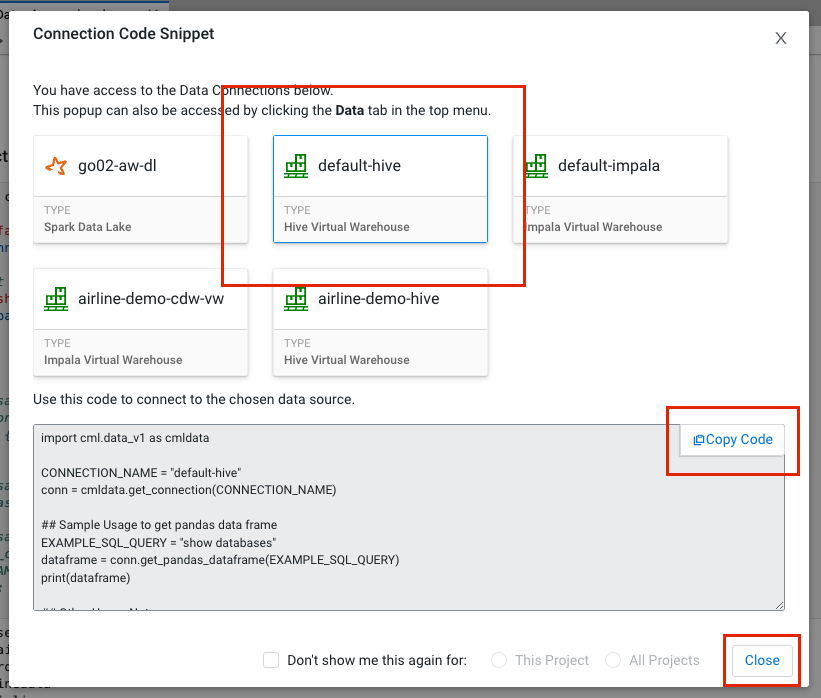 Connection Code Snippet
X
You have access to the Data Connections below.
This popup can also be accessed by clicking the Data tab in the top menu.
go02-aw-dl
TYPE
Spark Data Lake
default-hive
TYPE
Hive Virtual Warehouse
default-impala
TYPE
Impala Virtual Warehouse
airline-demo-cdw-vw
TYPE
Impala Virtual Warehouse
airline-demo-hive
TYPE
Hive Virtual Warehouse
Use this code to connect to the chosen data source.
Copy Code
import cml.data_v1 as cmldata
CONNECTION_NAME = "default-hive"
conn = cmldata.get_connection(CONNECTION_NAME)
## Sample Usage to get pandas data frame
EXAMPLE_SQL_QUERY = "show databases"
dataframe = conn.get_pandas_dataframe(EXAMPLE_SQL_QUERY)
print(dataframe)
Don't show me this again for:
This Project
All Projects
Close